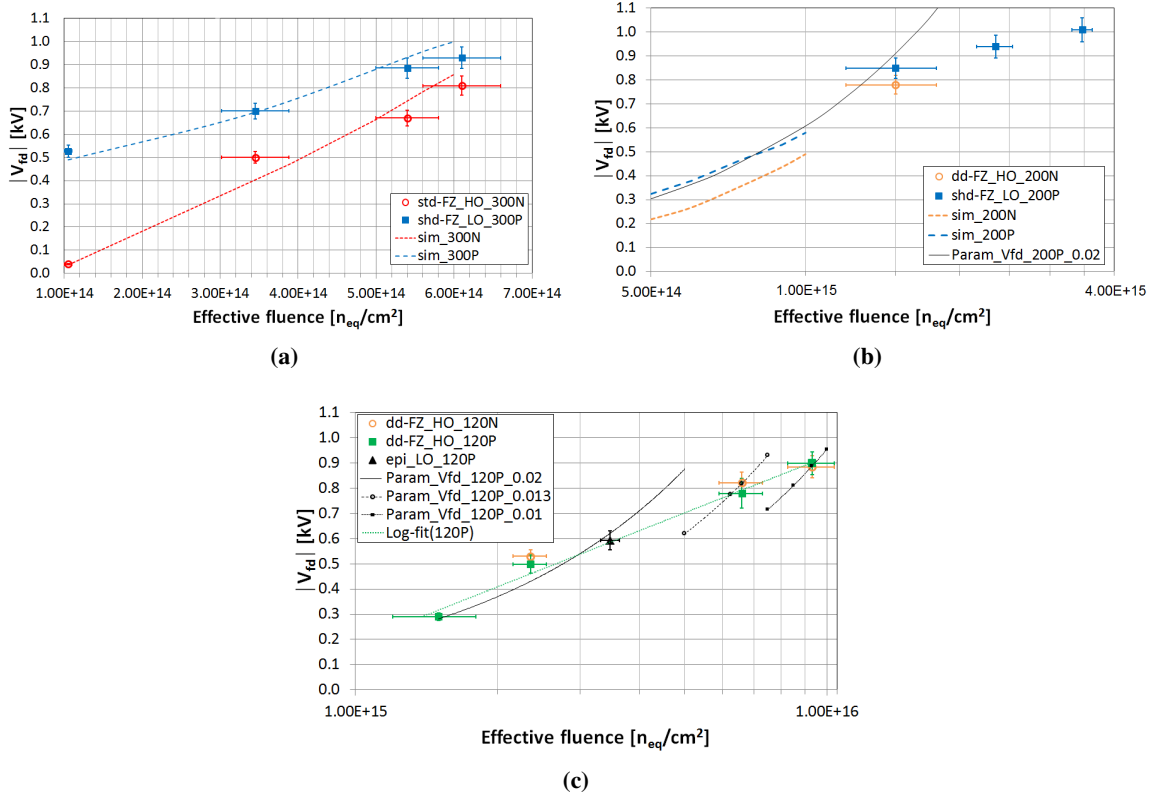 1.1
1.0
0.9
0.8
0.7
0.6
0.5
0.4
0.3
0.2
0.1
0.0
|Vfd| [kV]
std-FZ_HO_300N
shd-FZ_LO_300P
sim_300N
sim_300P
1.00E+14 2.00E+14 3.00E+14 4.00E+14 5.00E+14 6.00E+14 7.00E+14
Effective fluence [neq/cm²]
(a)
1.1
1.0
0.9
0.8
0.7
0.6
0.5
0.4
0.3
0.2
0.1
0.0
|Vfd| [kV]
dd-FZ_HO_200N
shd-FZ_LO_200P
sim_200N
sim_200P
Param_Vfd_200P_0.02
5.00E+14 1.00E+15 4.00E+15
Effective fluence [neq/cm²]
(b)
1.1
1.0
0.9
0.8
0.7
0.6
0.5
0.4
0.3
0.2
0.1
0.0
|Vfd| [kV]
dd-FZ_HO_120N
dd-FZ_HO_120P
epi_LO_120P
Param_Vfd_120P_0.02
Param_Vfd_120P_0.013
Param_Vfd_120P_0.01
Log-fit(120P)
1.00E+15 1.00E+16
Effective fluence [neq/cm²]
(c)